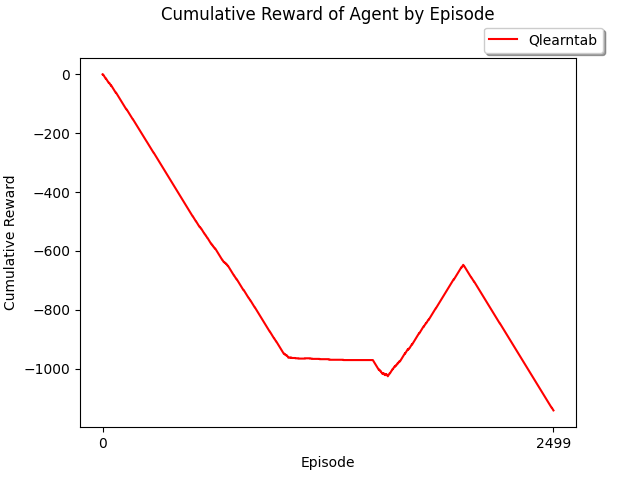 Cumulative Reward of Agent by Episode
Qlearntab
0
−200
−400
−600
−800
−1000
Cumulative Reward
0
2499
Episode